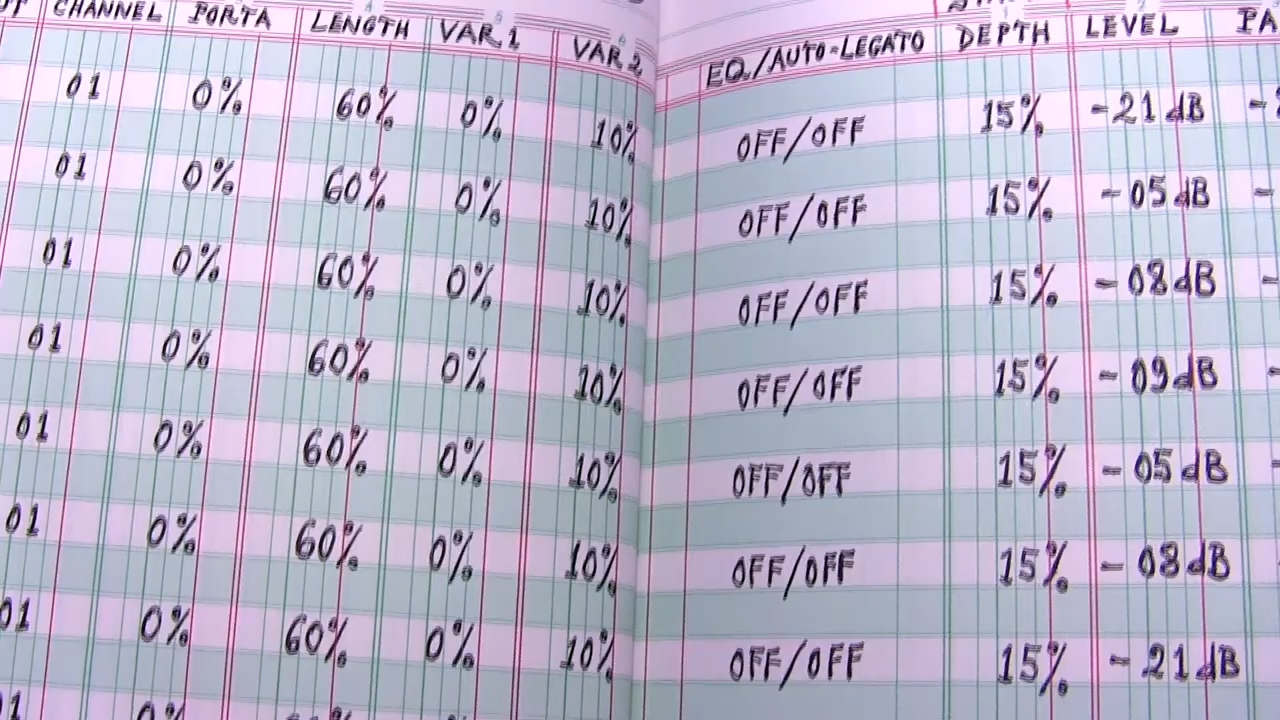 CHANNEL PORTA LENGTH VAR 1 VAR 2 EQ/AUTO-LEGATO DEPTH LEVEL PA
01 0% 60% 0% 10% OFF/OFF 15% -21 dB -
01 0% 60% 0% 10% OFF/OFF 15% -05 dB -
01 0% 60% 0% 10% OFF/OFF 15% -08 dB -
01 0% 60% 0% 10% OFF/OFF 15% -09 dB -
01 0% 60% 0% 10% OFF/OFF 15% -05 dB -
01 0% 60% 0% 10% OFF/OFF 15% -08 dB
01 0% 60% 0% 10% OFF/OFF 15% -21 dB